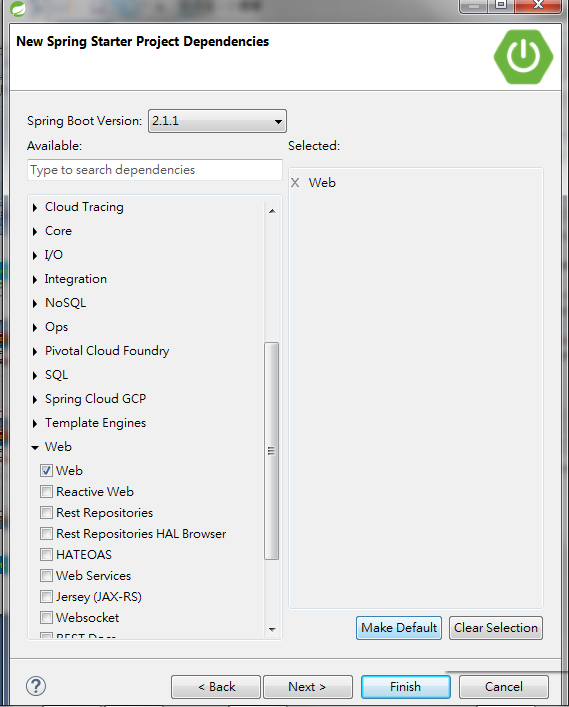 New Spring Starter Project Dependencies
Spring Boot Version: 2.1.1
Available:
Selected:
Type to search dependencies
X Web
Cloud Tracing
Core
I/O
Integration
NoSQL
Ops
Pivotal Cloud Foundry
SQL
Spring Cloud GCP
Template Engines
Web
Web
Reactive Web
Rest Repositories
Rest Repositories HAL Browser
HATEOAS
Web Services
Jersey (JAX-RS)
Websocket
REST Docs
Make Default
Clear Selection
?
< Back
Next >
Finish
Cancel